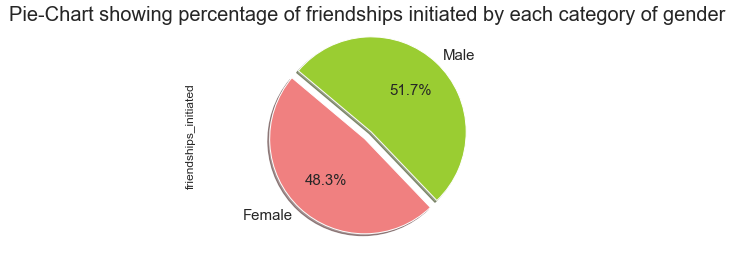 Pie-Chart showing percentage of friendships initiated by each category of gender
Male
51.7%
friendships_initiated
48.3%
Female